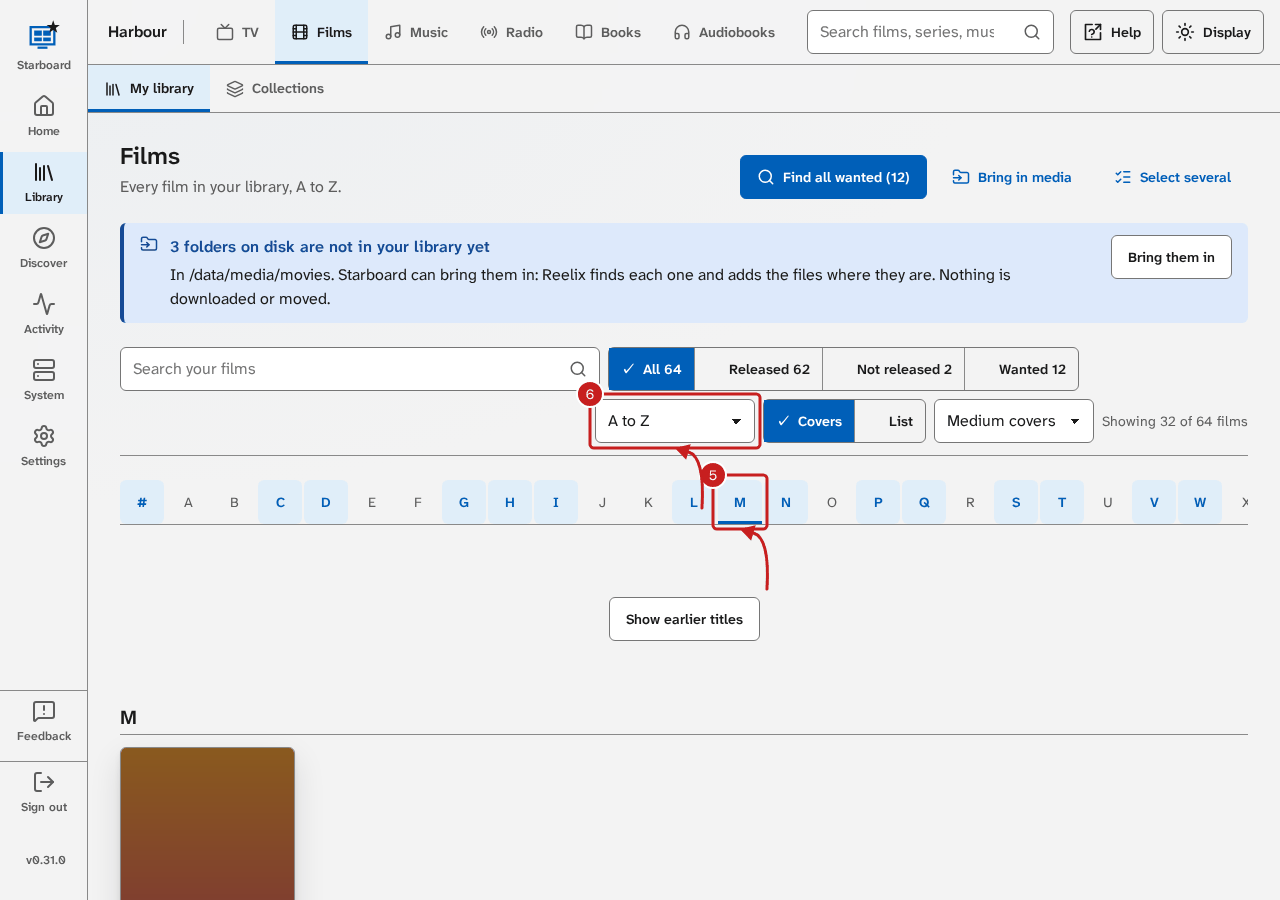 Starboard
Home
Library
Discover
Activity
System
Settings
Feedback
Sign out
v0.31.0
Harbour
TV
Films
Music
Radio
Books
Audiobooks
Search films, series, mus
Help
Display
My library
Collections
Films
Every film in your library, A to Z.
Find all wanted (12)
Bring in media
Select several
3 folders on disk are not in your library yet
In /data/media/movies. Starboard can bring them in: Reelix finds each one and adds the files where they are. Nothing is
downloaded or moved.
Bring them in
Search your films
✓ All 64
Released 62
Not released 2
Wanted 12
6
A to Z
✓ Covers
List
Medium covers
Showing 32 of 64 films
5
# A B C D E F G H I J K L M N O P Q R S T U V W X
Show earlier titles
M